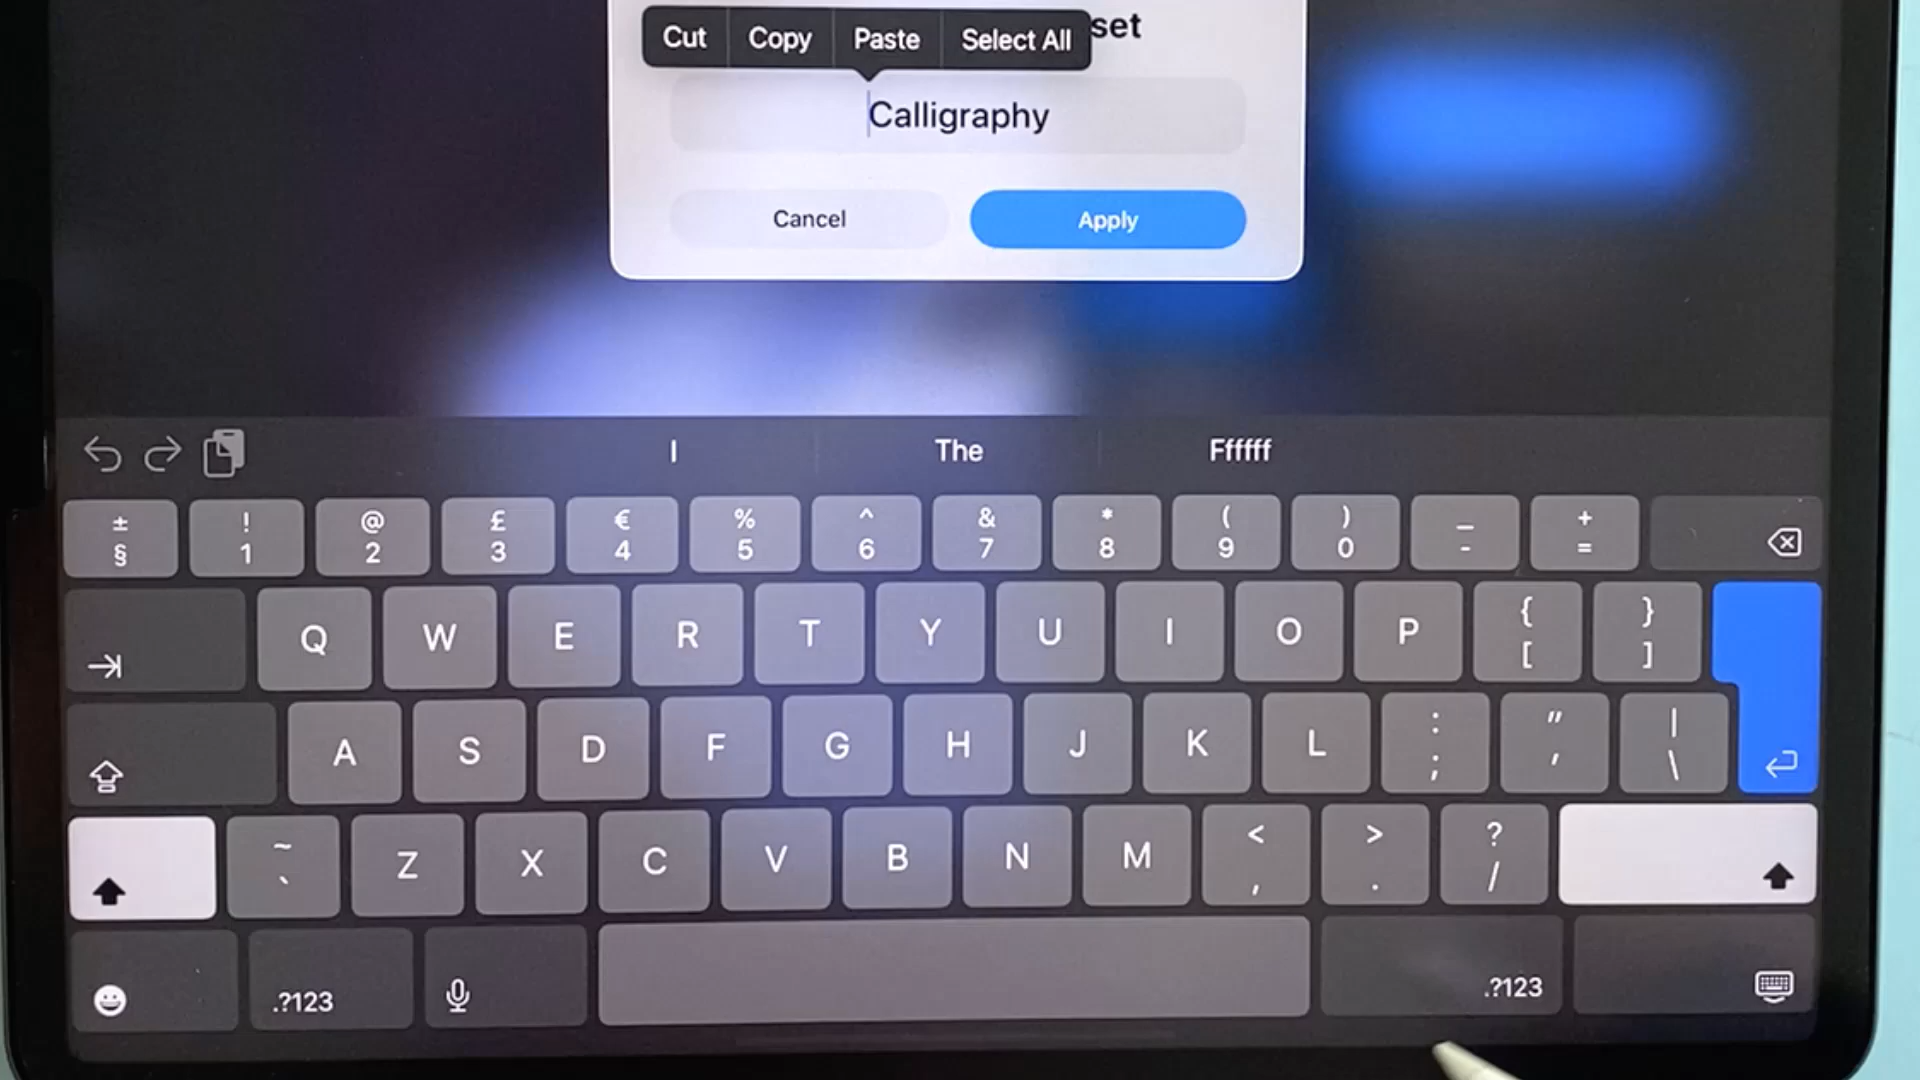 set
Cut Copy Paste Select All
Calligraphy
Cancel Apply
I The Ffffff
± ! @ £ € % ^ & * ( ) _ +
§ 1 2 3 4 5 6 7 8 9 0 - =
Q W E R T Y U I O P { }
[ ]
A S D F G H J K L : " |
; ' \
~ Z X C V B N M < > ?
` , . /
.?123 .?123